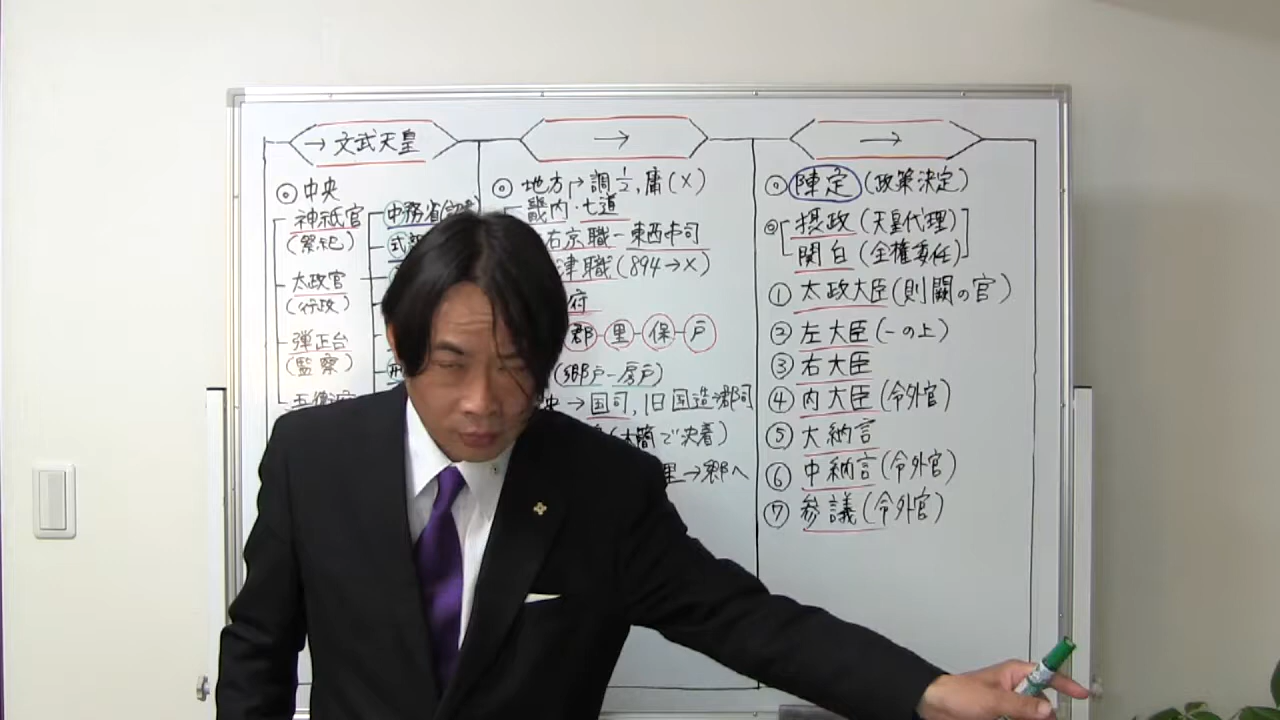 → 文武天皇
◎ 中央
神祇官
(祭祀)
太政官
(行政)
弾正台
(監察)
中務省
→
◎ 地方→調½, 庸(×)
畿内・七道
右京職-東西市司
津職(894→×)
府
郡-里-保-戸
(郷戸-房戸)
→国司, 旧国造→郡司
(木簡で決着)
里→郷へ
→
◎ 陣定(政策決定)
◎ 摂政(天皇代理)
関白(全権委任)
① 太政大臣(則闕の官)
② 左大臣(一の上)
③ 右大臣
④ 内大臣(令外官)
⑤ 大納言
⑥ 中納言(令外官)
⑦ 参議(令外官)